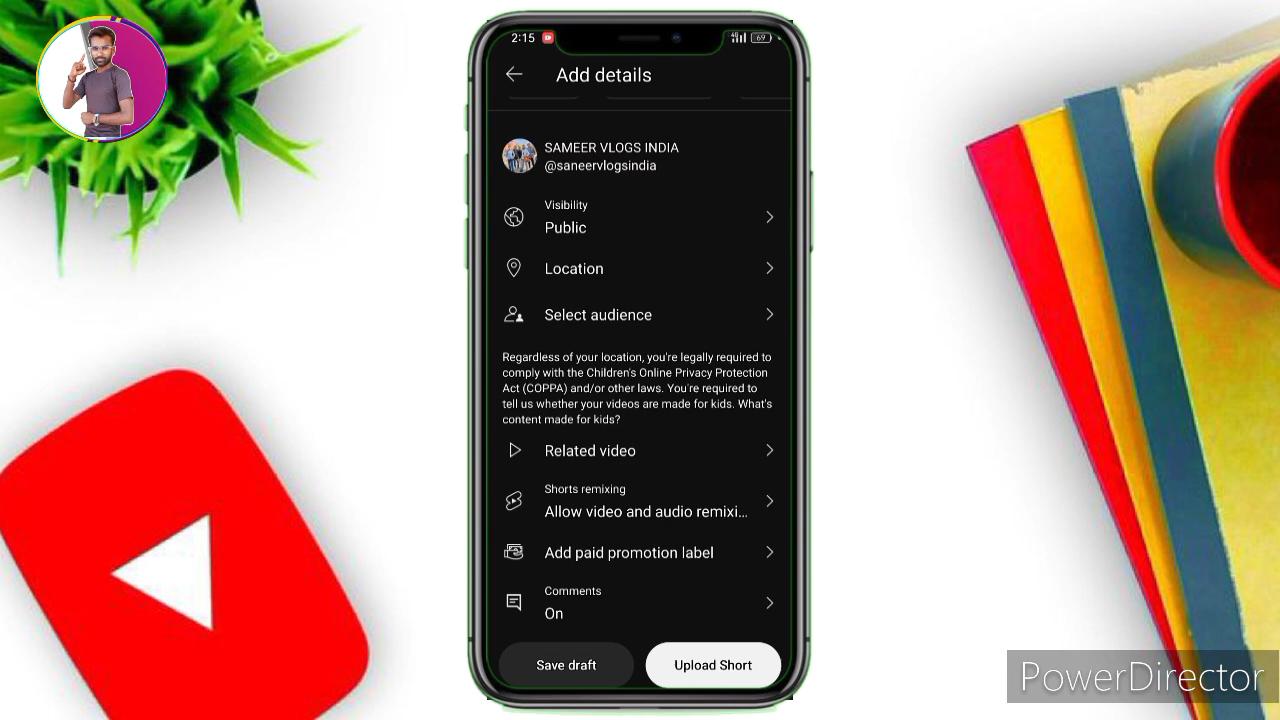 2:15
69
Add details
SAMEER VLOGS INDIA
@saneervlogsindia
Visibility
Public
Location
Select audience
Regardless of your location, you're legally required to
comply with the Children's Online Privacy Protection
Act (COPPA) and/or other laws. You're required to
tell us whether your videos are made for kids. What's
content made for kids?
Related video
Shorts remixing
Allow video and audio remixi...
Add paid promotion label
Comments
On
Save draft
Upload Short
PowerDirector